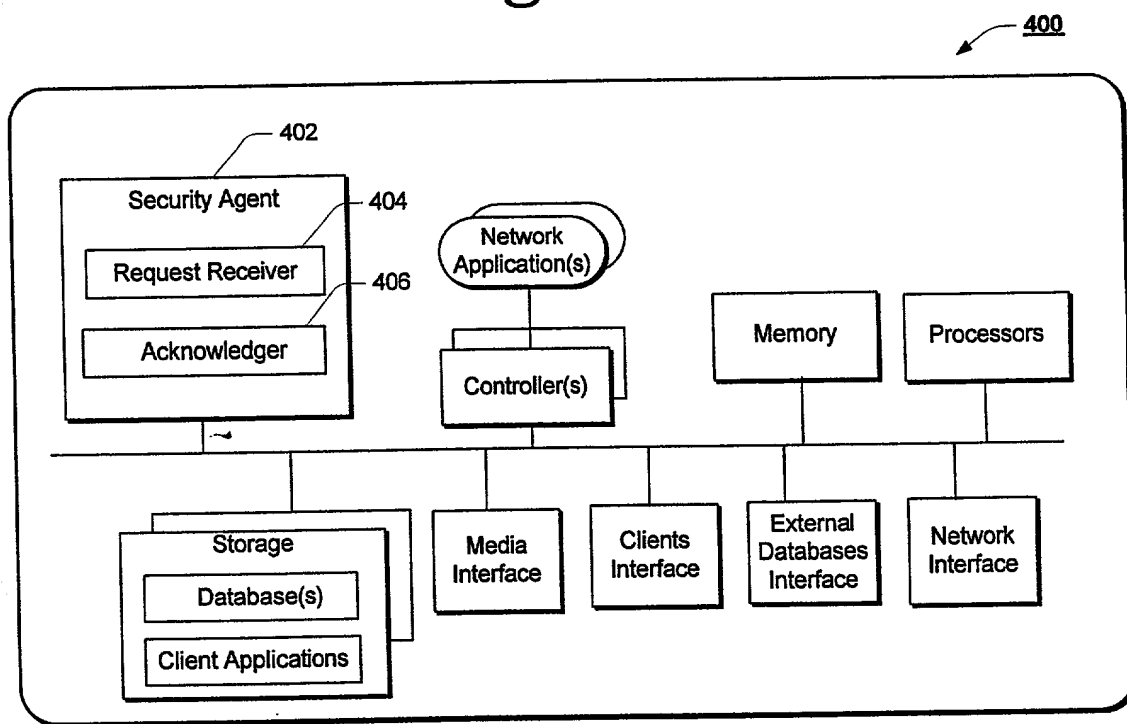 400
402
Security Agent
404
Request Receiver
406
Acknowledger
Network
Application(s)
Controller(s)
Memory
Processors
Storage
Database(s)
Client Applications
Media
Interface
Clients
Interface
External
Databases
Interface
Network
Interface